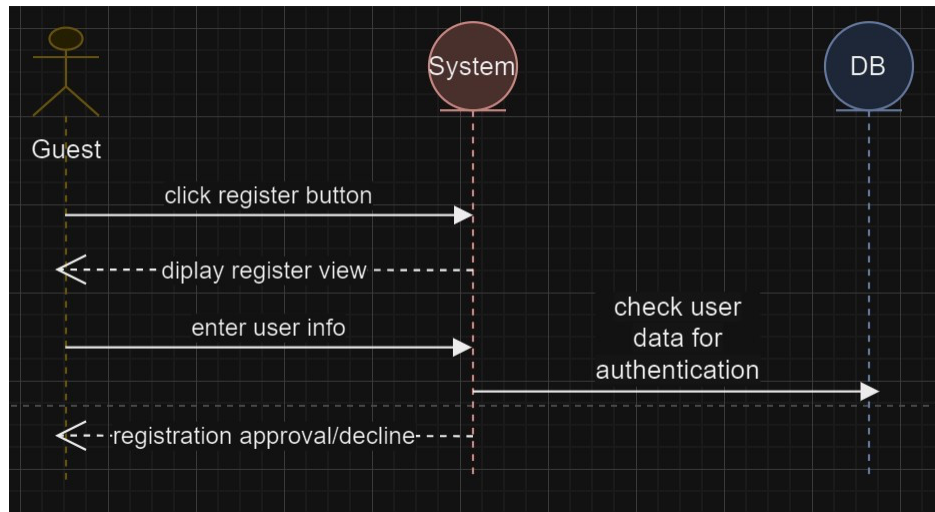 System
DB
Guest
click register button
diplay register view
enter user info
check user
data for
authentication
registration approval/decline